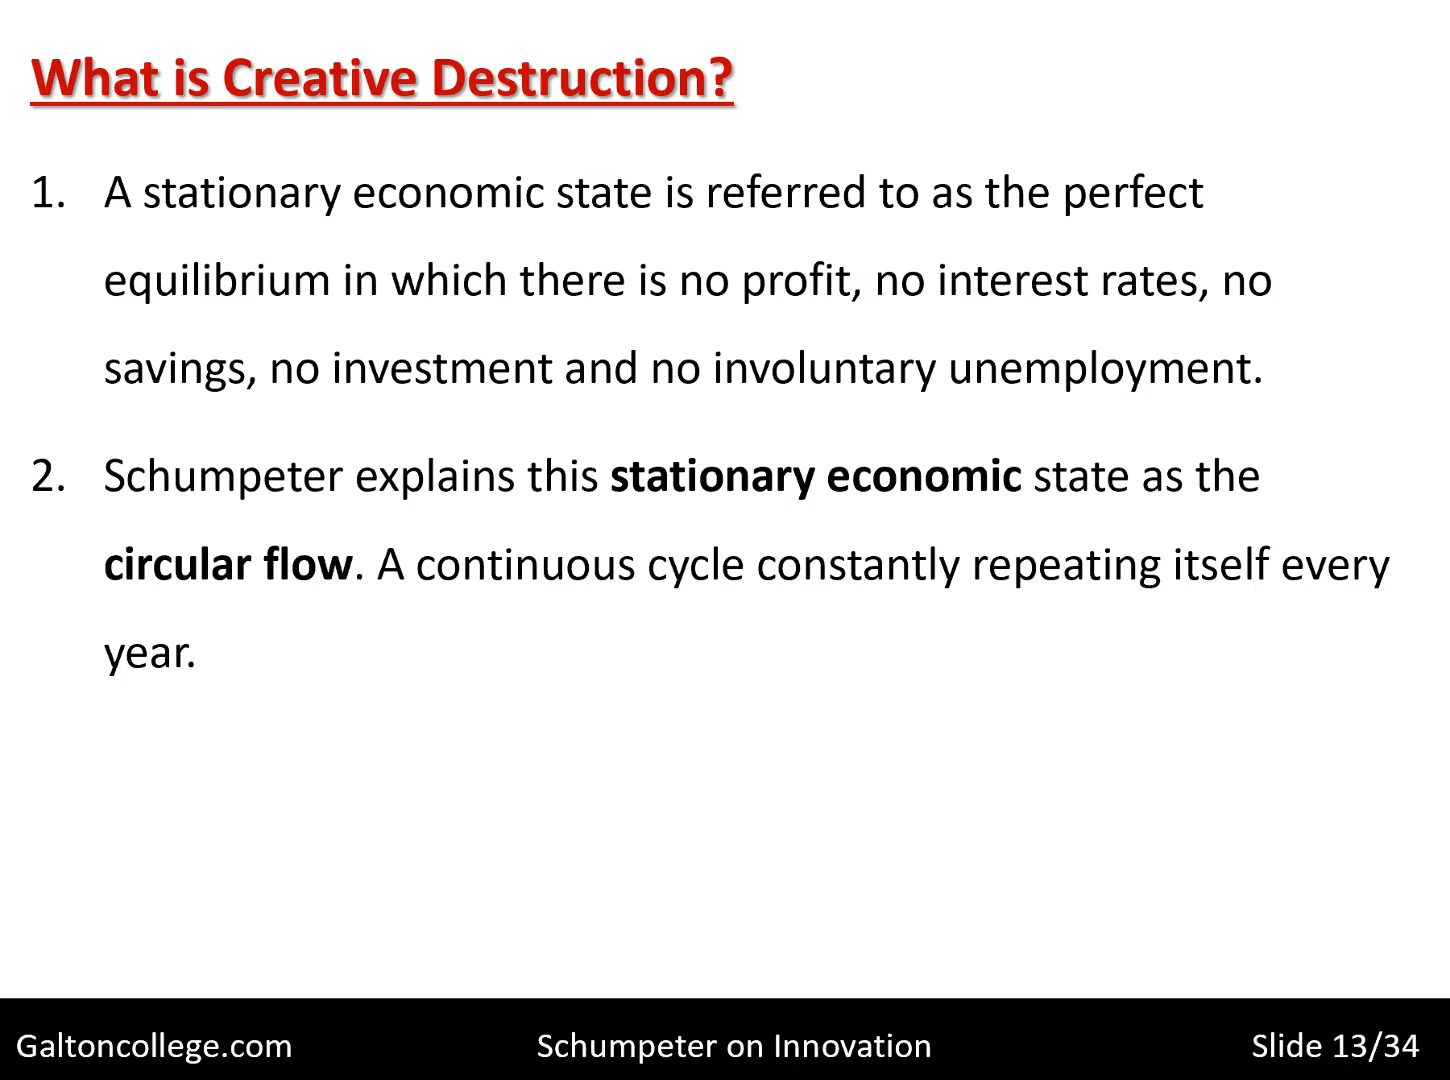 What is Creative Destruction?
1. A stationary economic state is referred to as the perfect
equilibrium in which there is no profit, no interest rates, no
savings, no investment and no involuntary unemployment.
2. Schumpeter explains this stationary economic state as the
circular flow. A continuous cycle constantly repeating itself every
year.
Galtoncollege.com Schumpeter on Innovation Slide 13/34